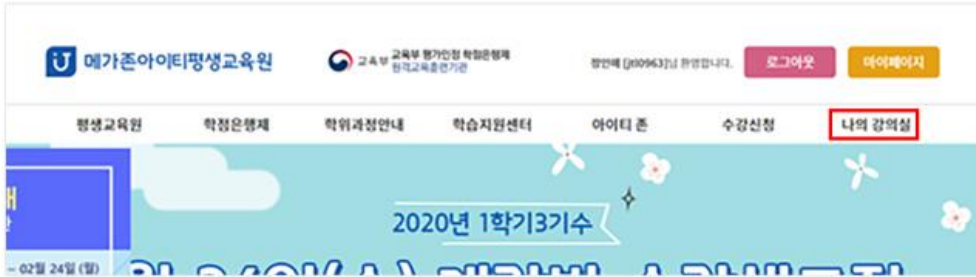 메가존아이티평생교육원
교육부 교육부 평가인정 학점은행제
원격교육훈련기관
[jtl0963]님 환영합니다.
로그아웃
마이페이지
평생교육원 학점은행제 학위과정안내 학습지원센터 아이티 존 수강신청 나의 강의실
2020년 1학기3기수
~ 02월 24일 (월)